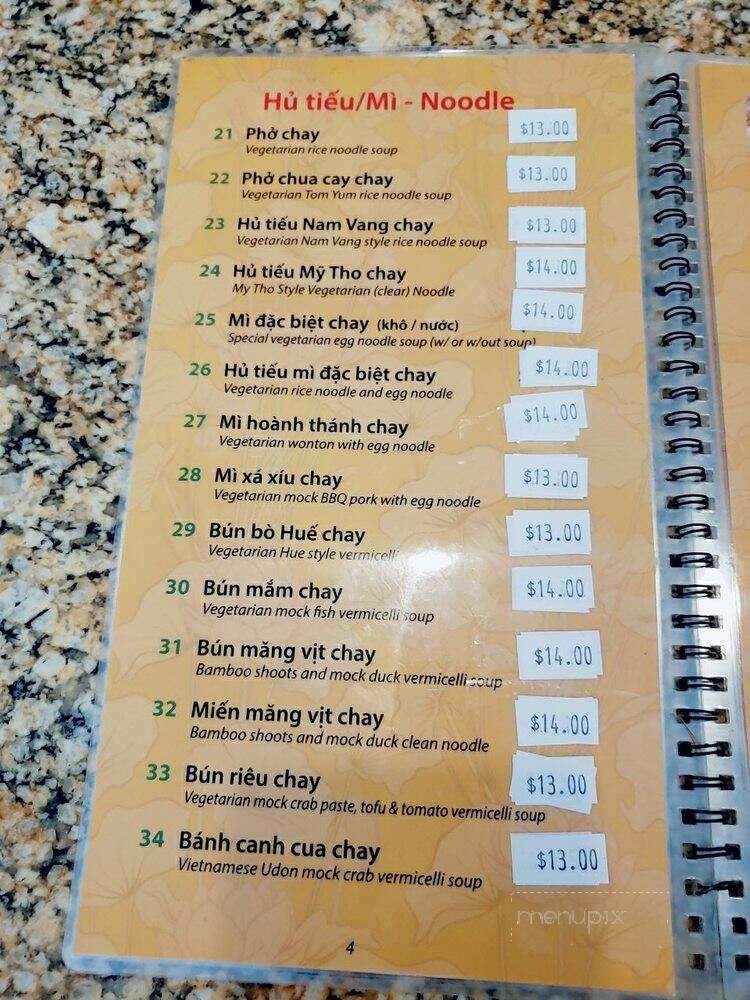 Hủ tiếu/Mì - Noodle
21 Phở chay $13.00
Vegetarian rice noodle soup
22 Phở chua cay chay $13.00
Vegetarian Tom Yum rice noodle soup
23 Hủ tiếu Nam Vang chay $13.00
Vegetarian Nam Vang style rice noodle soup
24 Hủ tiếu Mỹ Tho chay $14.00
My Tho Style Vegetarian (clear) Noodle
25 Mì đặc biệt chay (khô / nước) $14.00
Special vegetarian egg noodle soup (w/ or w/out soup)
26 Hủ tiếu mì đặc biệt chay $14.00
Vegetarian rice noodle and egg noodle
27 Mì hoành thánh chay $14.00
Vegetarian wonton with egg noodle
28 Mì xá xíu chay $13.00
Vegetarian mock BBQ pork with egg noodle
29 Bún bò Huế chay $13.00
Vegetarian Hue style vermicelli
30 Bún mắm chay $14.00
Vegetarian mock fish vermicelli soup
31 Bún măng vịt chay $14.00
Bamboo shoots and mock duck vermicelli soup
32 Miến măng vịt chay $14.00
Bamboo shoots and mock duck clean noodle
33 Bún riêu chay $13.00
Vegetarian mock crab paste, tofu & tomato vermicelli soup
34 Bánh canh cua chay $13.00
Vietnamese Udon mock crab vermicelli soup
menupix
4